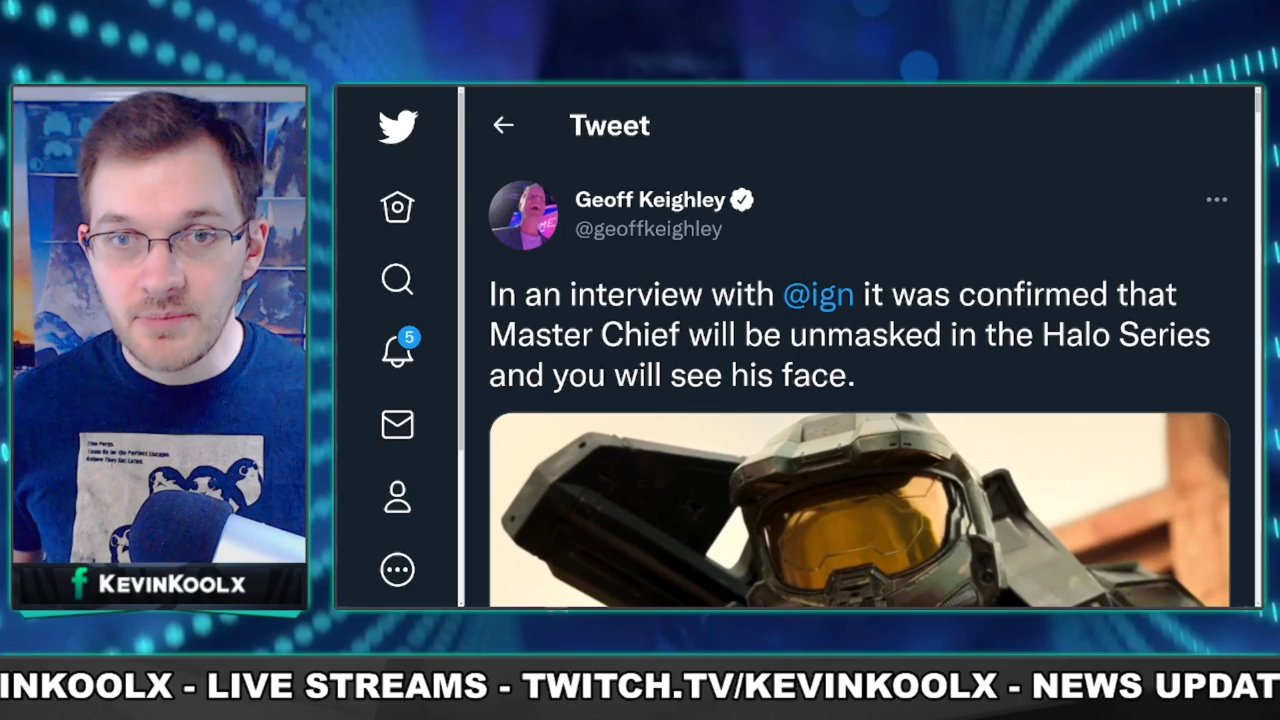 Tweet
Geoff Keighley
@geoffkeighley
In an interview with @ign it was confirmed that
Master Chief will be unmasked in the Halo Series
and you will see his face.
5
KEVINKOOLX
INKOOLX - LIVE STREAMS - TWITCH.TV/KEVINKOOLX - NEWS UPDAT